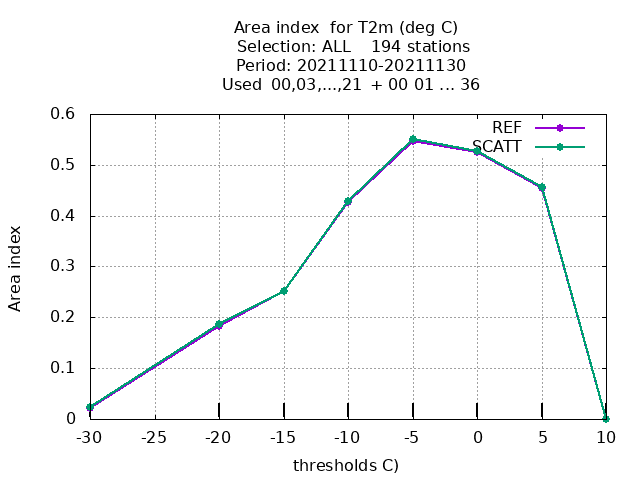 Area index  for T2m (deg C)
Selection: ALL    194 stations
Period: 20211110-20211130
Used  00,03,...,21  + 00 01 ... 36
REF
SCATT
0.6
0.5
0.4
0.3
0.2
0.1
0
Area index
-30 -25 -20 -15 -10 -5 0 5 10
thresholds C)